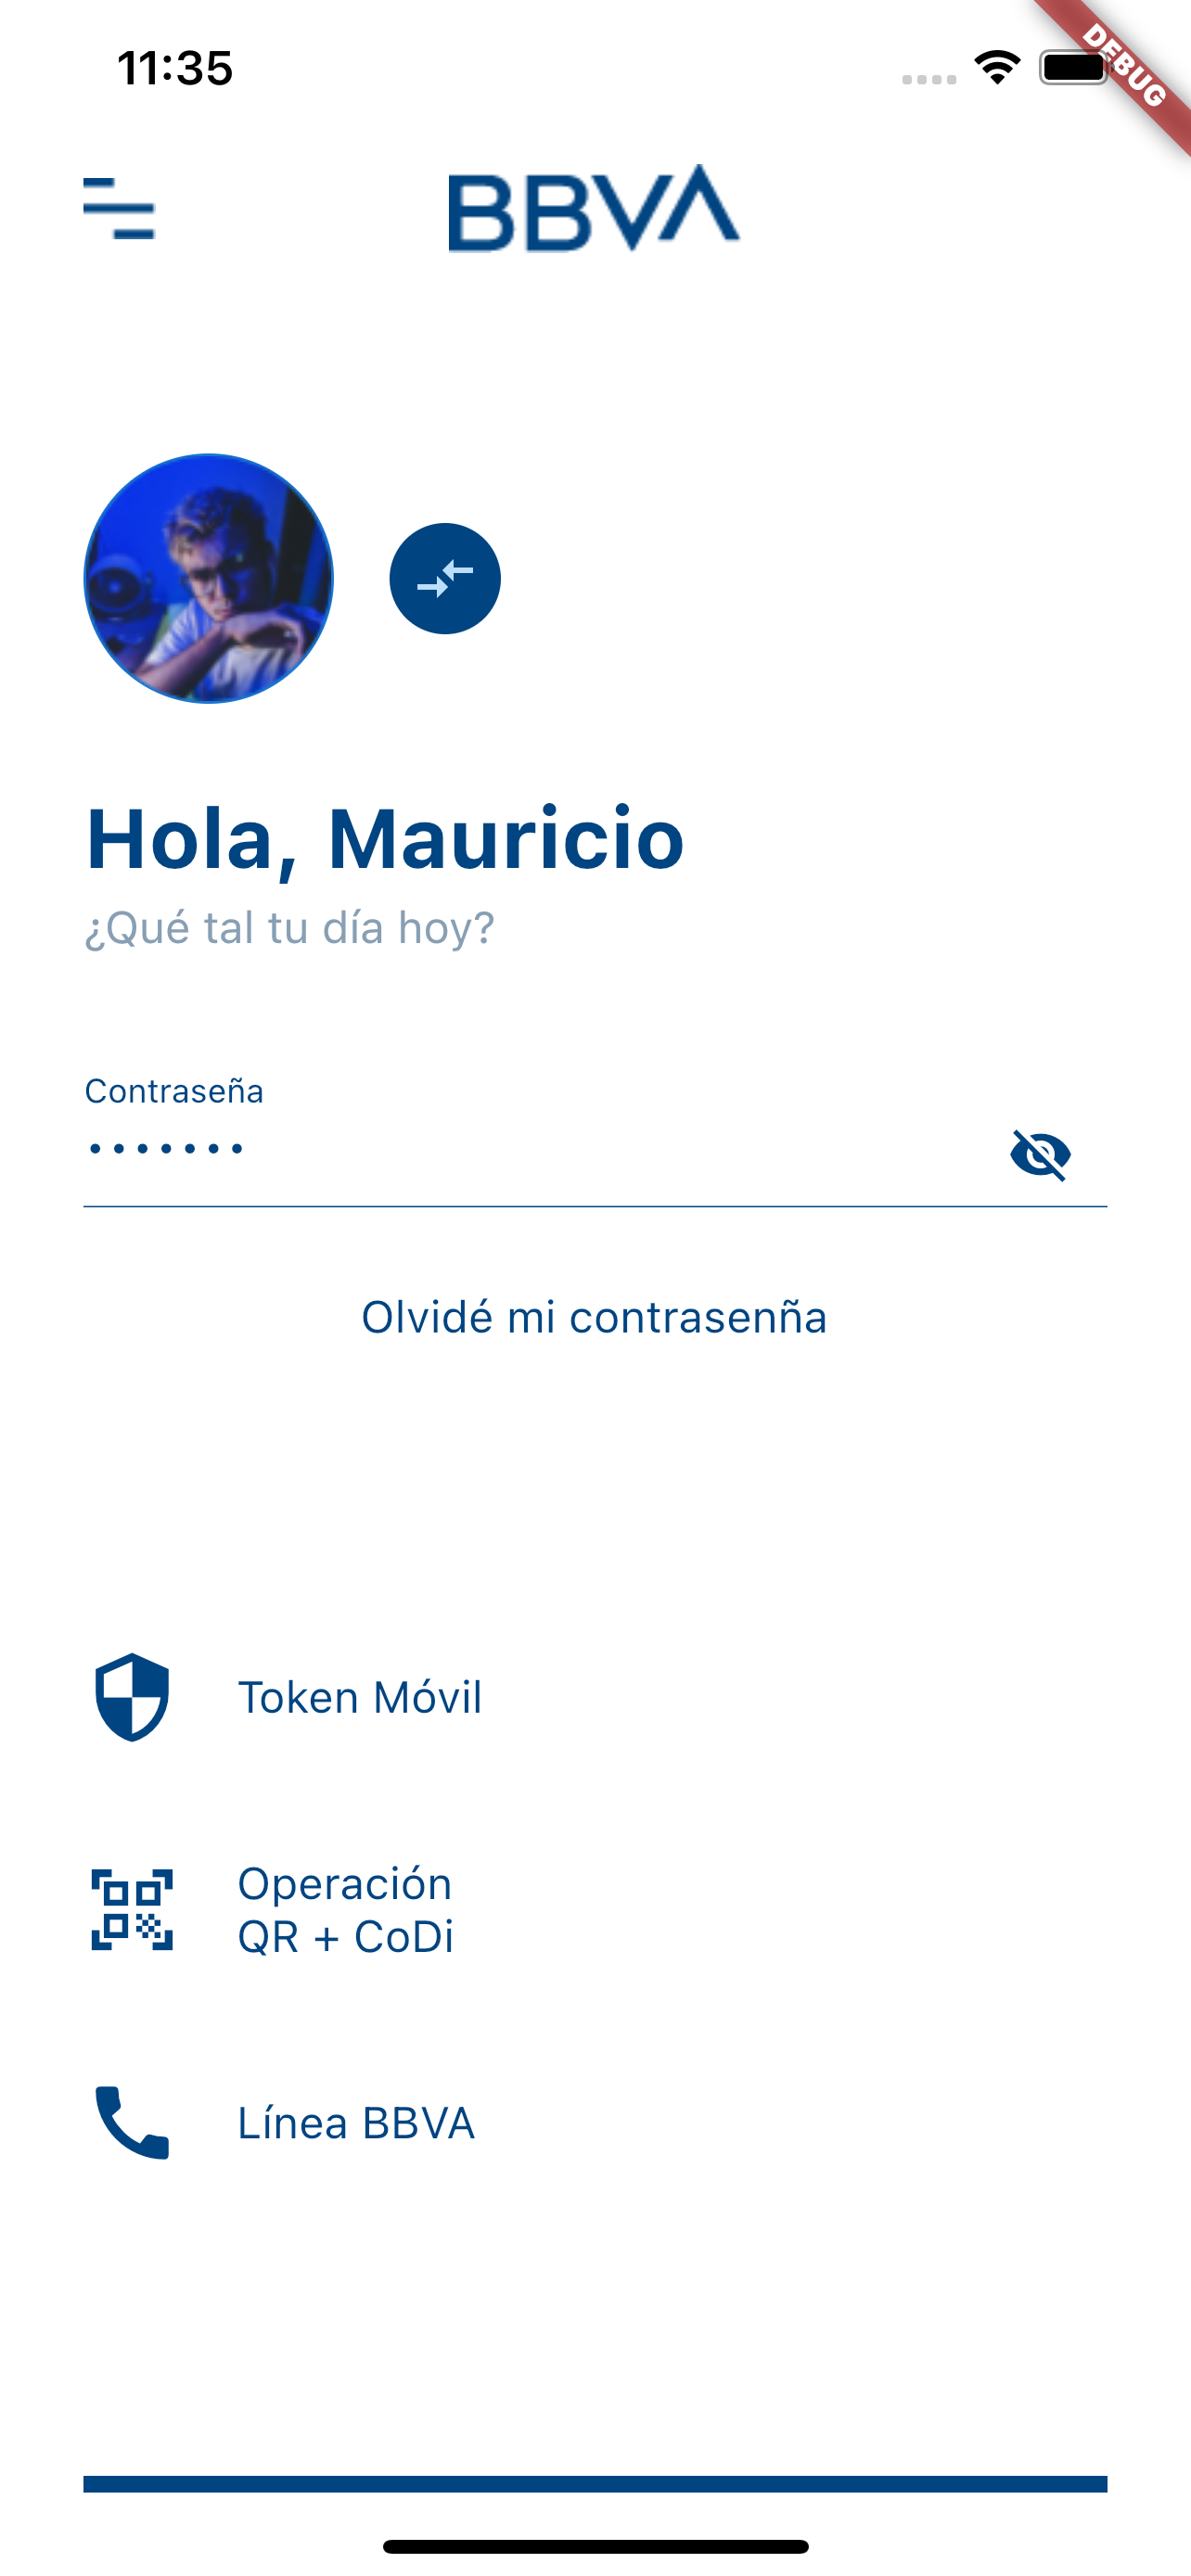 11:35
DEBUG
BBVA
Hola, Mauricio
¿Qué tal tu día hoy?
Contraseña
•••••••
Olvidé mi contrasenña
Token Móvil
Operación
QR + CoDi
Línea BBVA